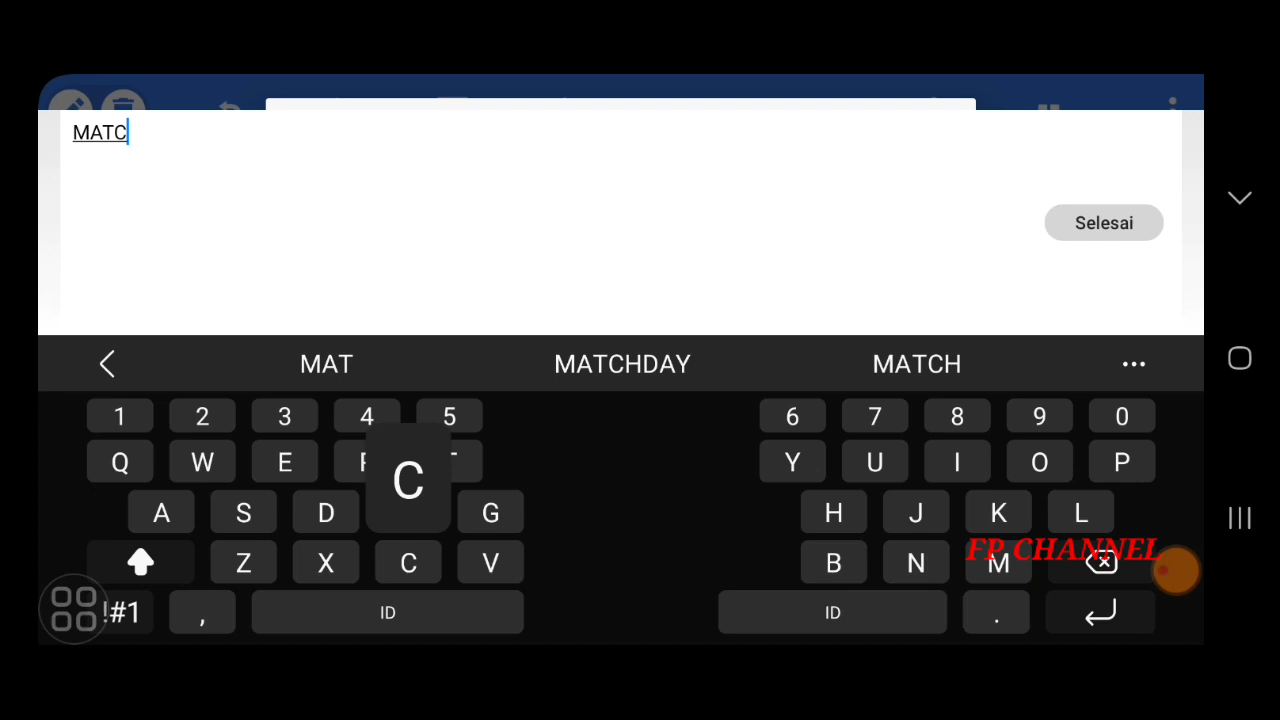 MATC
Selesai
MAT MATCHDAY MATCH ...
1 2 3 4 5 6 7 8 9 0
Q W E Y U I O P
C
A S D G H J K L
FP CHANNEL
Z X C V B N M
!#1 , ID ID .